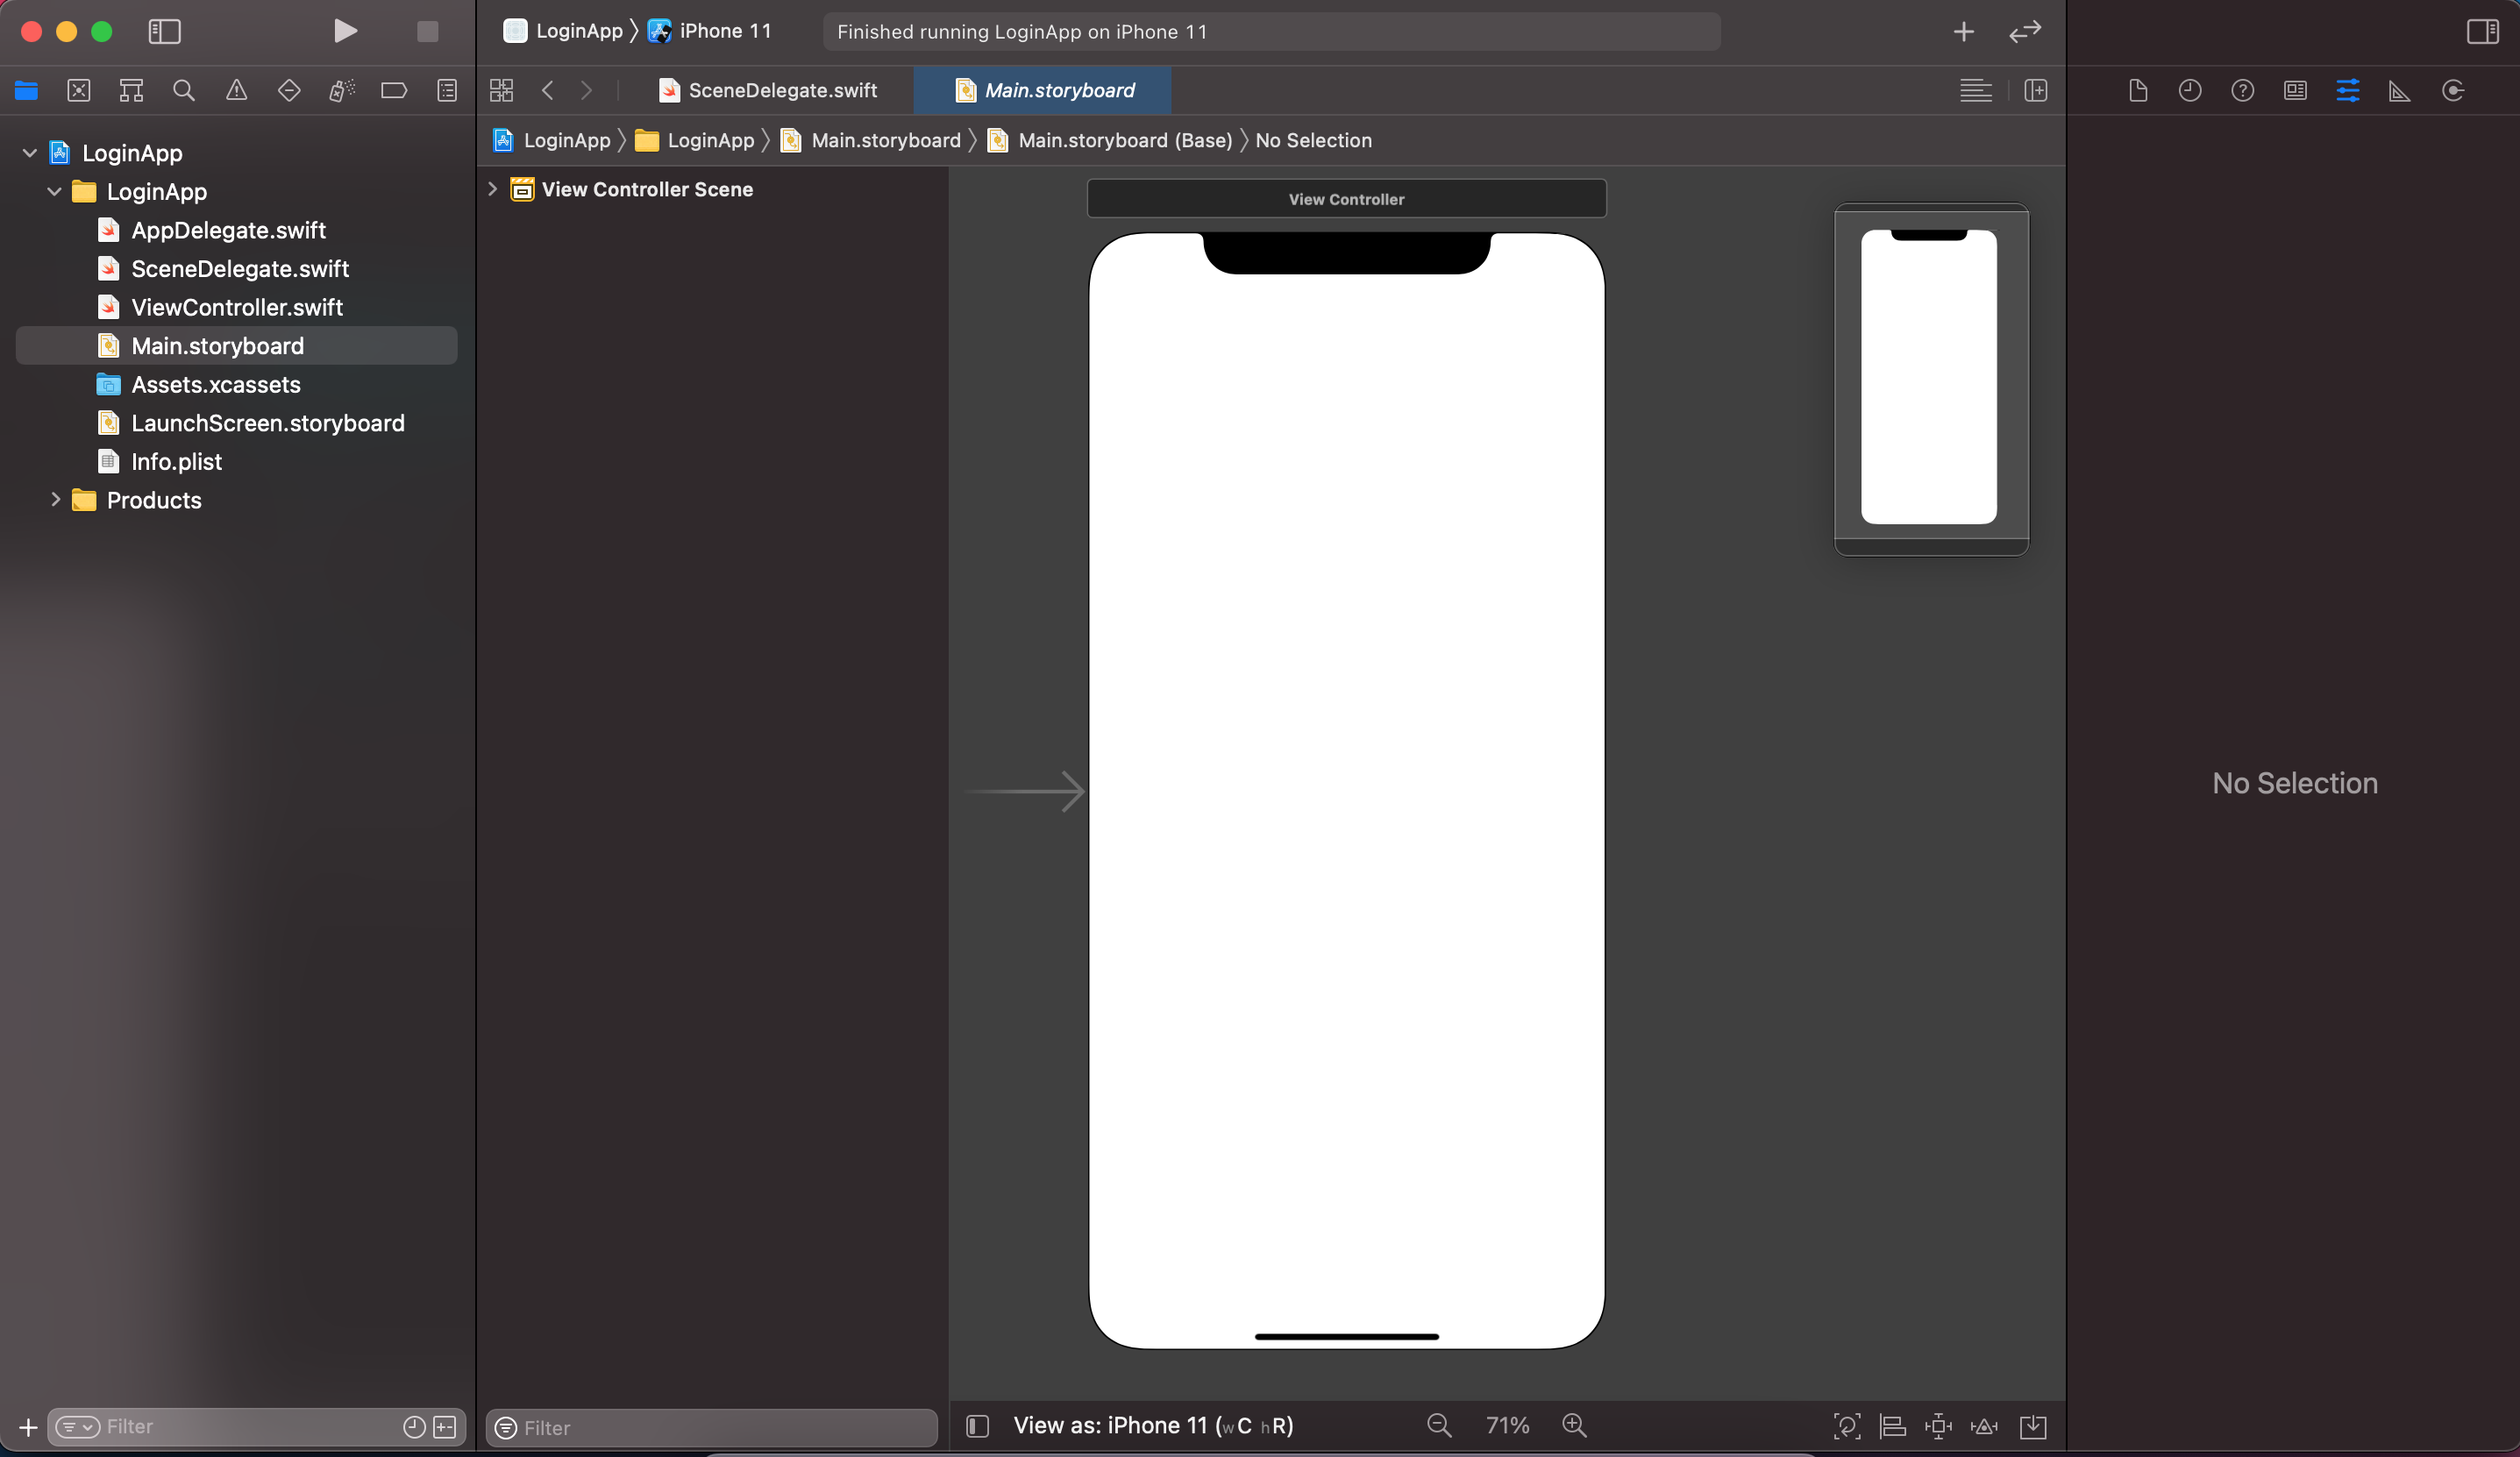 LoginApp 〉 iPhone 11
Finished running LoginApp on iPhone 11
SceneDelegate.swift
Main.storyboard
LoginApp 〉 LoginApp 〉 Main.storyboard 〉 Main.storyboard (Base) 〉 No Selection
LoginApp
LoginApp
AppDelegate.swift
SceneDelegate.swift
ViewController.swift
Main.storyboard
Assets.xcassets
LaunchScreen.storyboard
Info.plist
Products
View Controller Scene
View Controller
No Selection
Filter
Filter
View as: iPhone 11 (wC hR)
71%